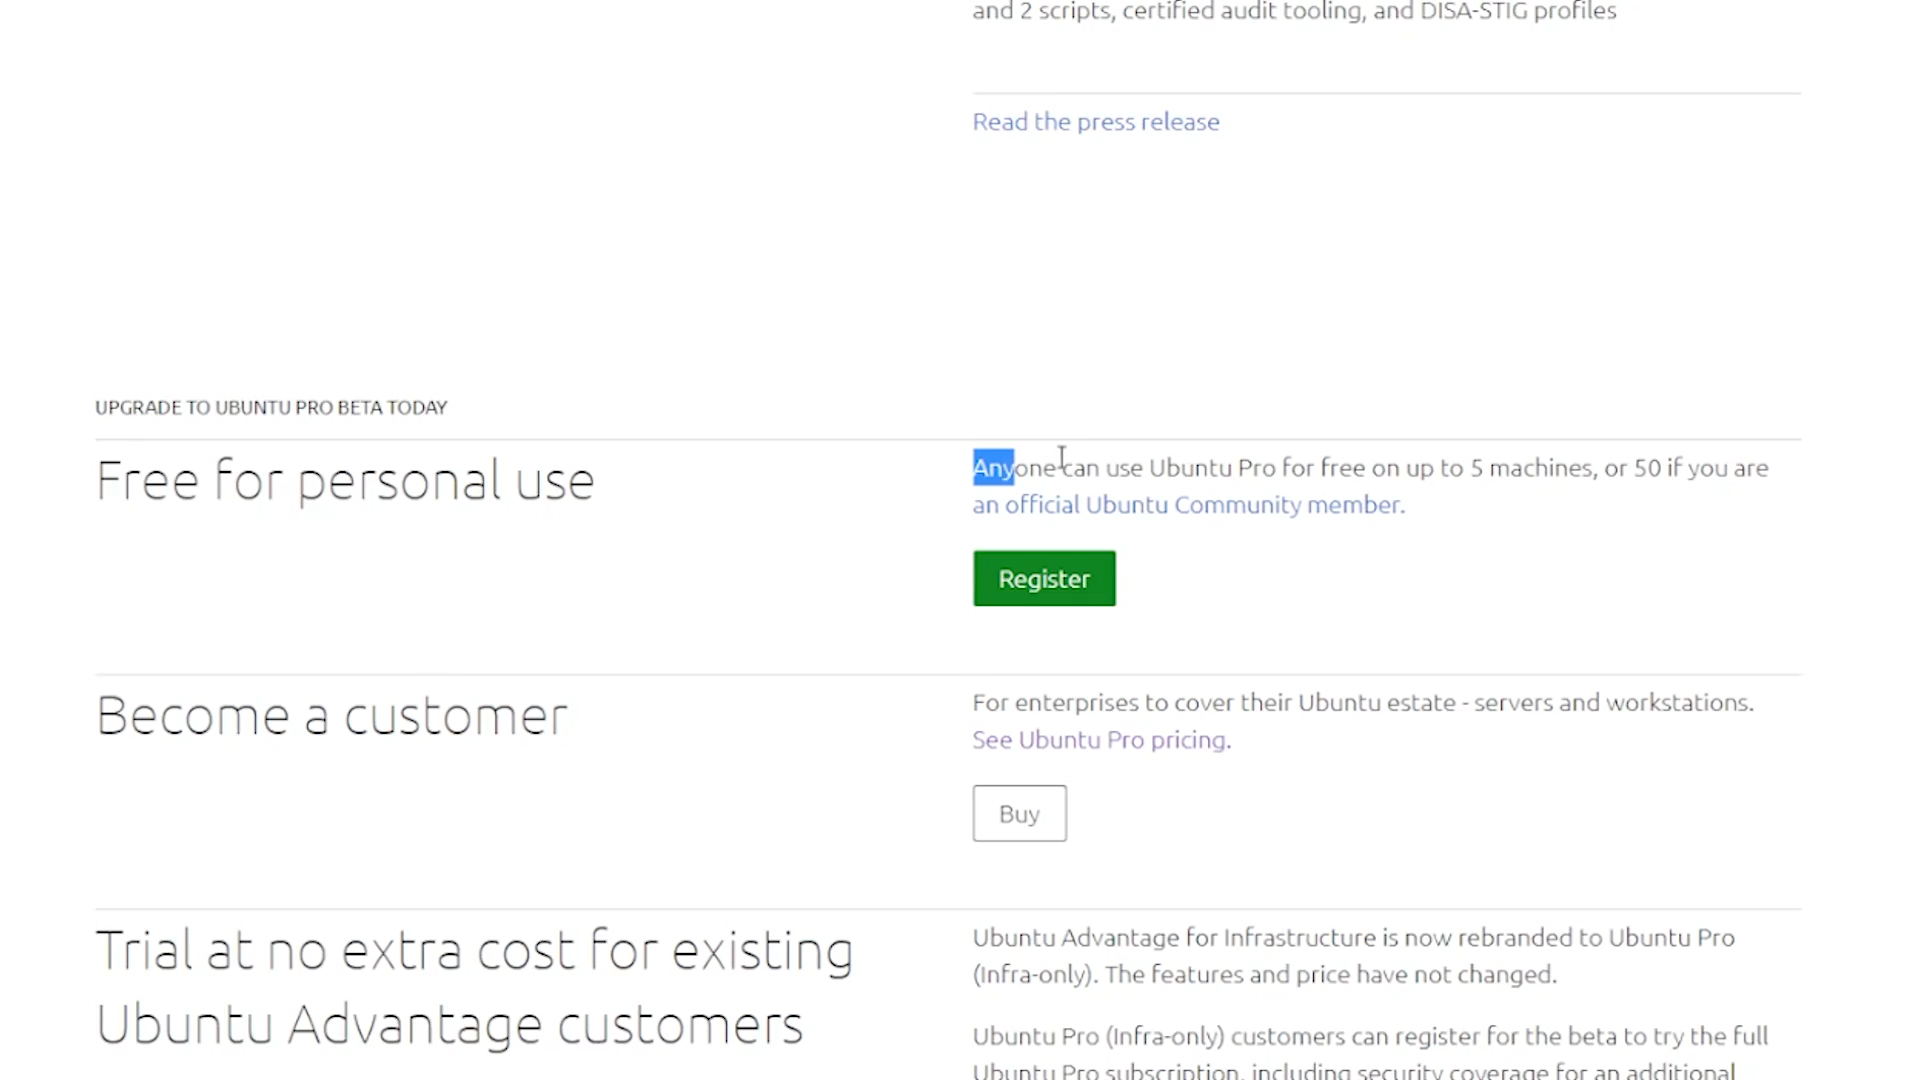 and 2 scripts, certified audit tooling, and DISA-STIG profiles
Read the press release
UPGRADE TO UBUNTU PRO BETA TODAY
Free for personal use
Anyone can use Ubuntu Pro for free on up to 5 machines, or 50 if you are
an official Ubuntu Community member.
Register
Become a customer
For enterprises to cover their Ubuntu estate - servers and workstations.
See Ubuntu Pro pricing.
Buy
Trial at no extra cost for existing
Ubuntu Advantage customers
Ubuntu Advantage for Infrastructure is now rebranded to Ubuntu Pro
(Infra-only). The features and price have not changed.
Ubuntu Pro (Infra-only) customers can register for the beta to try the full
Ubuntu Pro subscription, including security coverage for an additional